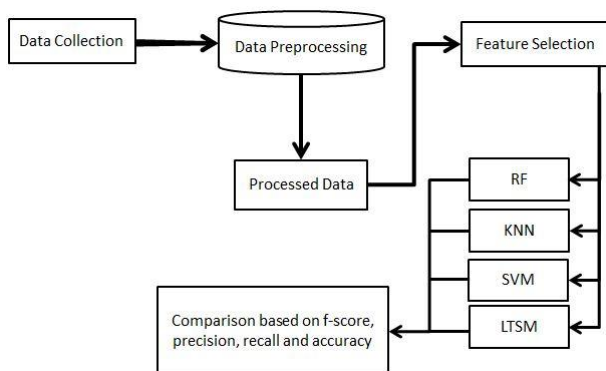 Data Collection
Data Preprocessing
Feature Selection
Processed Data
RF
KNN
SVM
LTSM
Comparison based on f-score,
precision, recall and accuracy